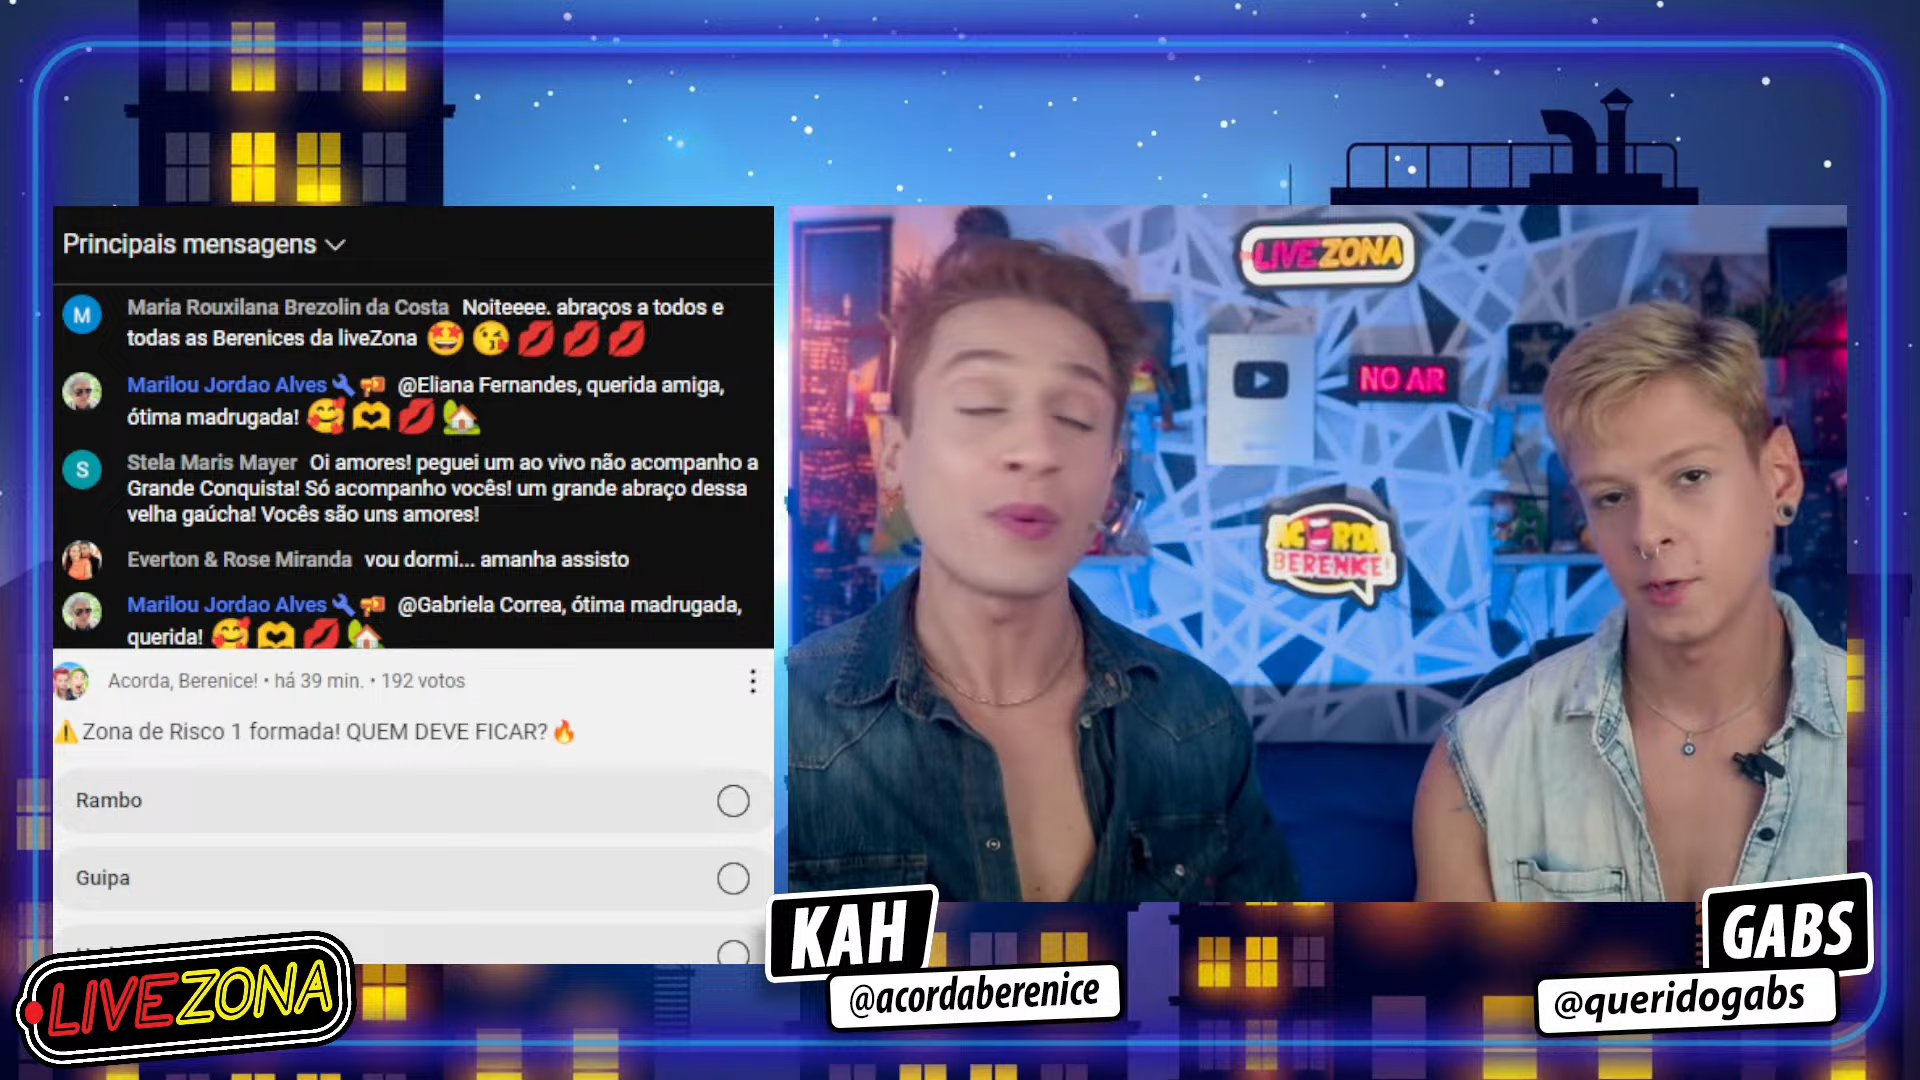 Principais mensagens
Maria Rouxilana Brezolin da Costa Noiteeee. abraços a todos e
todas as Berenices da liveZona 🤩 😘 💋 💋 💋
Marilou Jordao Alves @Eliana Fernandes, querida amiga,
ótima madrugada! 🥰 🫶 💋 🏡
Stela Maris Mayer Oi amores! peguei um ao vivo não acompanho a
Grande Conquista! Só acompanho vocês! um grande abraço dessa
velha gaúcha! Vocês são uns amores!
Everton & Rose Miranda vou dormi... amanha assisto
Marilou Jordao Alves @Gabriela Correa, ótima madrugada,
querida! 🥰 🫶 💋 🏡
M
S
Acorda, Berenice! • há 39 min. • 192 votos
⚠️ Zona de Risco 1 formada! QUEM DEVE FICAR? 🔥
Rambo
Guipa
LIVEZONA
NO AR
ACORDA
BERENICE!
KAH
@acordaberenice
GABS
@queridogabs
LIVEZONA